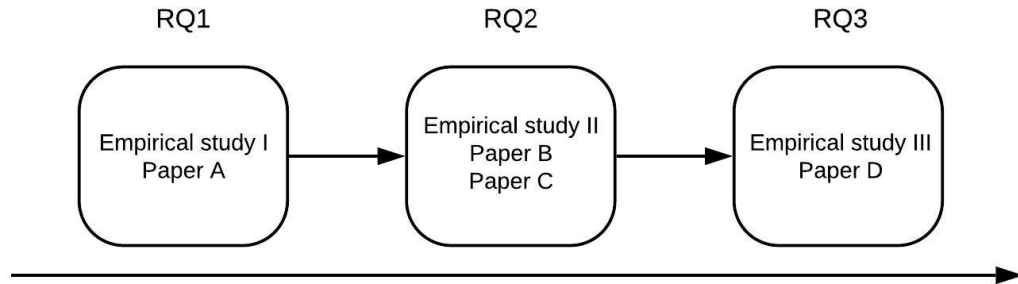 RQ1
RQ2
RQ3
Empirical study I
Paper A
Empirical study II
Paper B
Paper C
Empirical study III
Paper D